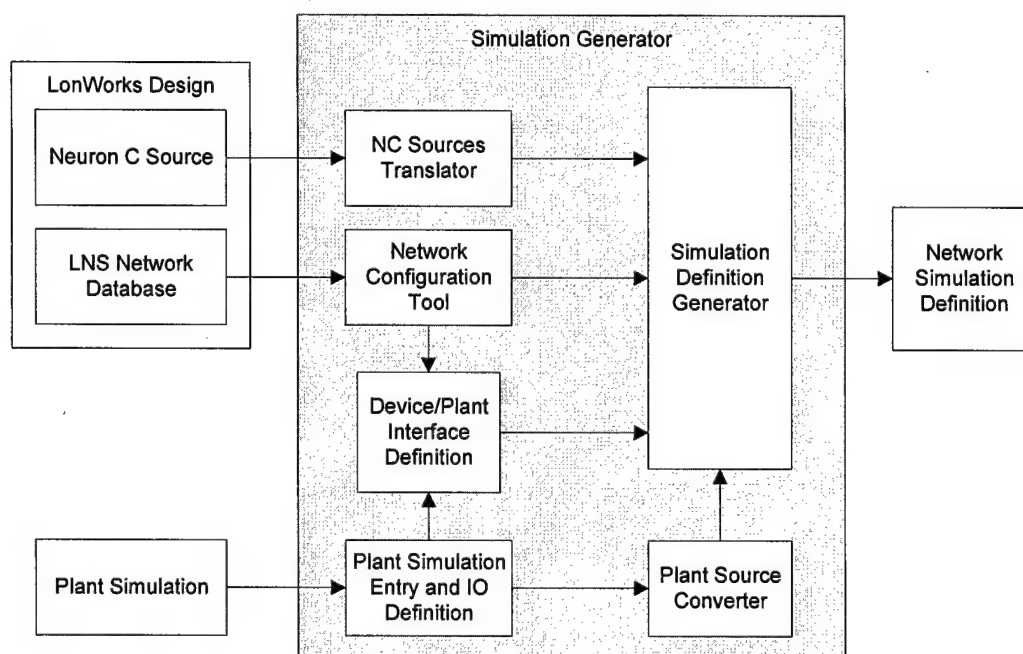 Simulation Generator
LonWorks Design
Neuron C Source
NC Sources
Translator
LNS Network
Database
Network
Configuration
Tool
Simulation
Definition
Generator
Network
Simulation
Definition
Device/Plant
Interface
Definition
Plant Simulation
Plant Simulation
Entry and IO
Definition
Plant Source
Converter